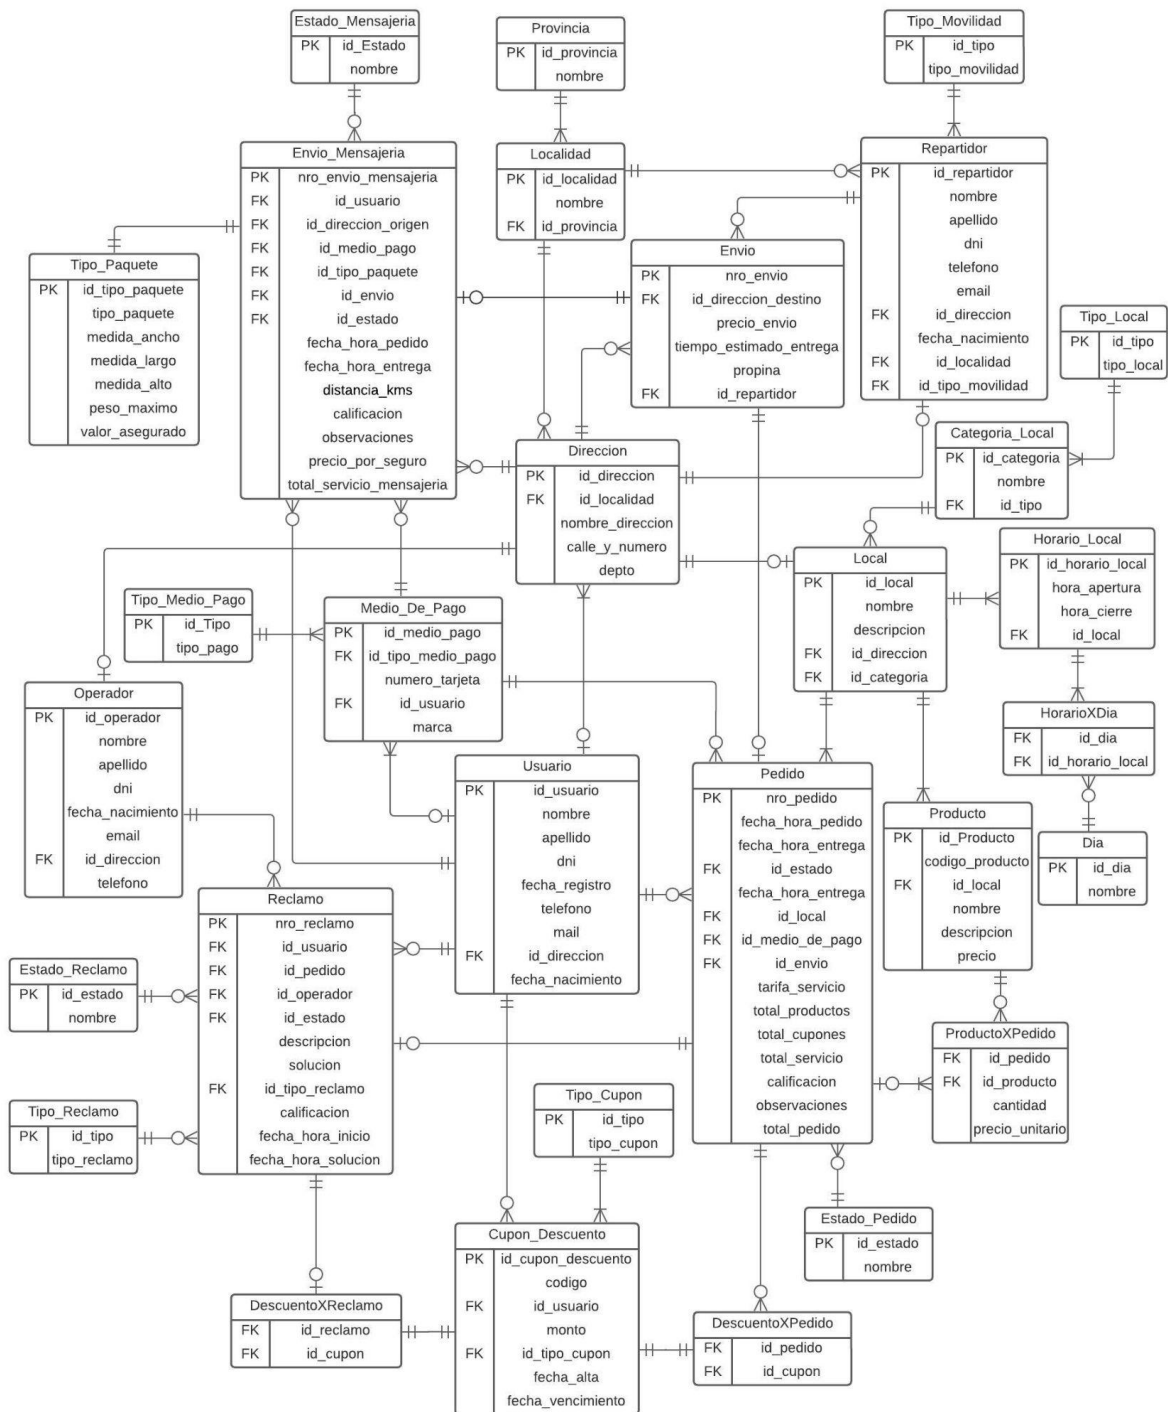 Estado_Mensajeria
PK id_Estado
nombre
Provincia
PK id_provincia
nombre
Tipo_Movilidad
PK id_tipo
tipo_movilidad
Envio_Mensajeria
PK nro_envio_mensajeria
FK id_usuario
FK id_direccion_origen
FK id_medio_pago
FK id_tipo_paquete
FK id_envio
FK id_estado
fecha_hora_pedido
fecha_hora_entrega
distancia_kms
calificacion
observaciones
precio_por_seguro
total_servicio_mensajeria
Localidad
PK id_localidad
nombre
FK id_provincia
Repartidor
PK id_repartidor
nombre
apellido
dni
telefono
email
FK id_direccion
fecha_nacimiento
FK id_localidad
FK id_tipo_movilidad
Tipo_Paquete
PK id_tipo_paquete
tipo_paquete
medida_ancho
medida_largo
medida_alto
peso_maximo
valor_asegurado
Envio
PK nro_envio
FK id_direccion_destino
precio_envio
tiempo_estimado_entrega
propina
FK id_repartidor
Tipo_Local
PK id_tipo
tipo_local
Direccion
PK id_direccion
FK id_localidad
nombre_direccion
calle_y_numero
depto
Categoria_Local
PK id_categoria
nombre
FK id_tipo
Local
PK id_local
nombre
descripcion
FK id_direccion
FK id_categoria
Horario_Local
PK id_horario_local
hora_apertura
hora_cierre
FK id_local
Tipo_Medio_Pago
PK id_Tipo
tipo_pago
Medio_De_Pago
PK id_medio_pago
FK id_tipo_medio_pago
numero_tarjeta
FK id_usuario
marca
Operador
PK id_operador
nombre
apellido
dni
fecha_nacimiento
email
FK id_direccion
telefono
HorarioXDia
FK id_dia
FK id_horario_local
Usuario
PK id_usuario
nombre
apellido
dni
fecha_registro
telefono
mail
FK id_direccion
fecha_nacimiento
Pedido
PK nro_pedido
fecha_hora_pedido
fecha_hora_entrega
FK id_estado
fecha_hora_entrega
FK id_local
FK id_medio_de_pago
FK id_envio
tarifa_servicio
total_productos
total_cupones
total_servicio
calificacion
observaciones
total_pedido
Producto
PK id_Producto
codigo_producto
FK id_local
nombre
descripcion
precio
Dia
PK id_dia
nombre
Reclamo
PK nro_reclamo
FK id_usuario
FK id_pedido
FK id_operador
FK id_estado
descripcion
solucion
FK id_tipo_reclamo
calificacion
fecha_hora_inicio
fecha_hora_solucion
Estado_Reclamo
PK id_estado
nombre
Tipo_Reclamo
PK id_tipo
tipo_reclamo
ProductoXPedido
FK id_pedido
FK id_producto
cantidad
precio_unitario
Tipo_Cupon
PK id_tipo
tipo_cupon
Estado_Pedido
PK id_estado
nombre
Cupon_Descuento
PK id_cupon_descuento
codigo
FK id_usuario
monto
FK id_tipo_cupon
fecha_alta
fecha_vencimiento
DescuentoXReclamo
FK id_reclamo
FK id_cupon
DescuentoXPedido
FK id_pedido
FK id_cupon